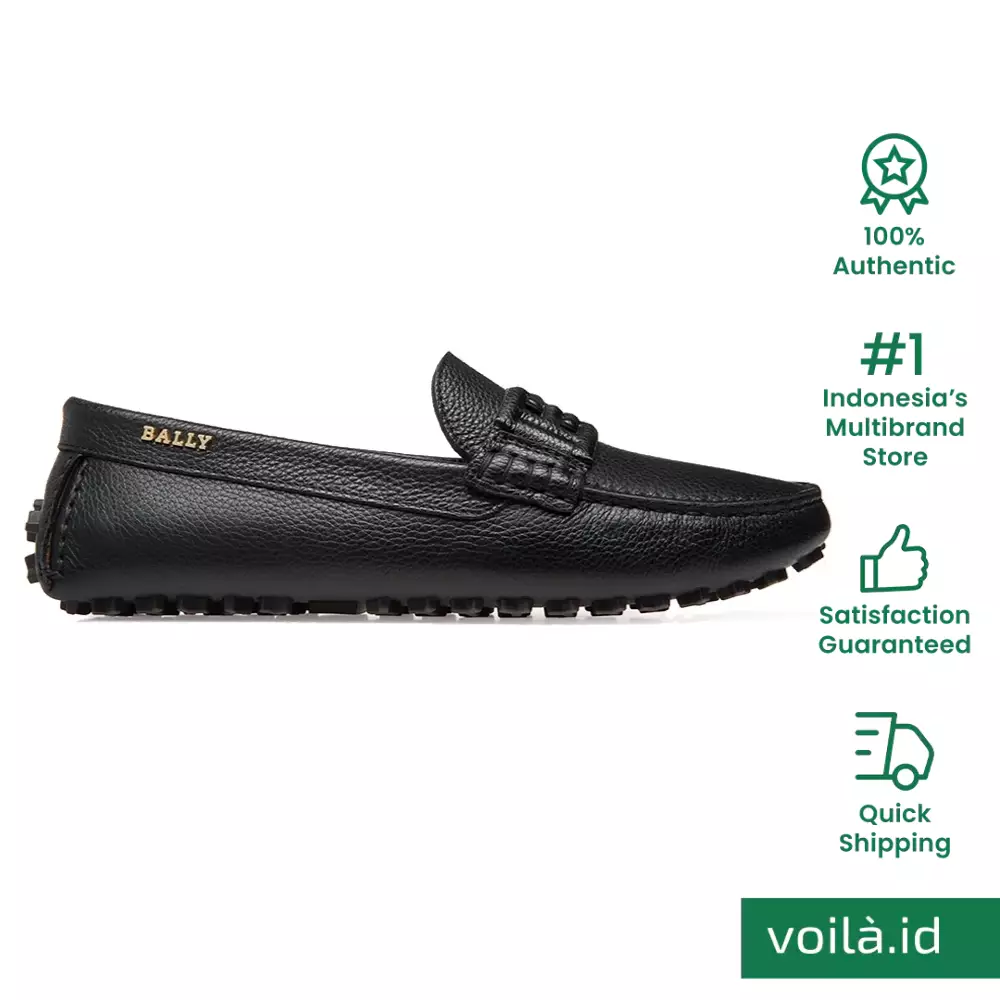 BALLY
100%
Authentic
#1
Indonesia's
Multibrand
Store
Satisfaction
Guaranteed
Quick
Shipping
voilà.id